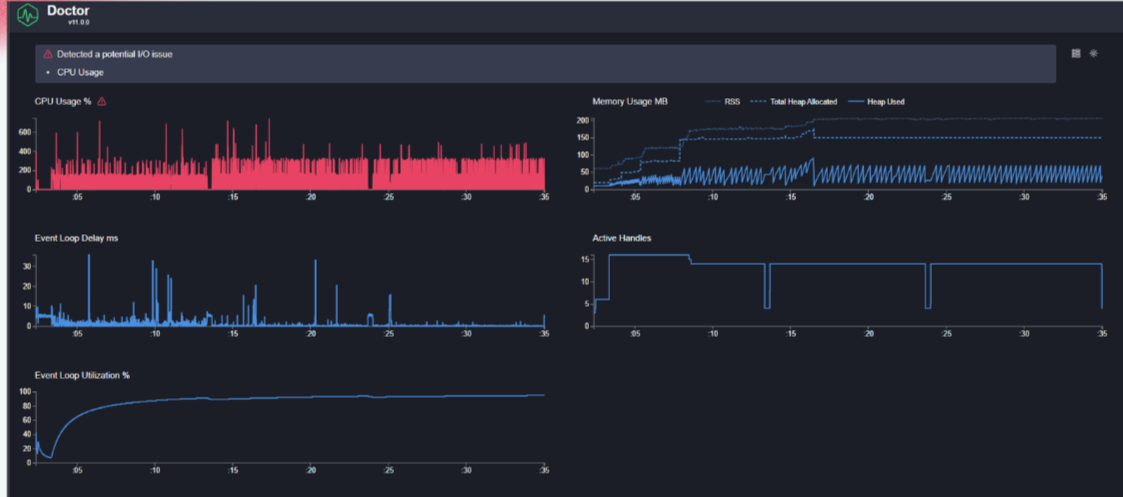 Doctor
v11.0.0
Detected a potential I/O issue
• CPU Usage
CPU Usage %
600
400
200
0
:05 :10 :15 :20 :25 :30 :35
Memory Usage MB RSS Total Heap Allocated Heap Used
200
150
100
50
0
:05 :10 :15 :20 :25 :30 :35
Event Loop Delay ms
30
20
10
0
:05 :10 :15 :20 :25 :30 :35
Active Handles
15
10
5
0
:05 :10 :15 :20 :25 :30 :35
Event Loop Utilization %
100
80
60
40
20
0
:05 :10 :15 :20 :25 :30 :35